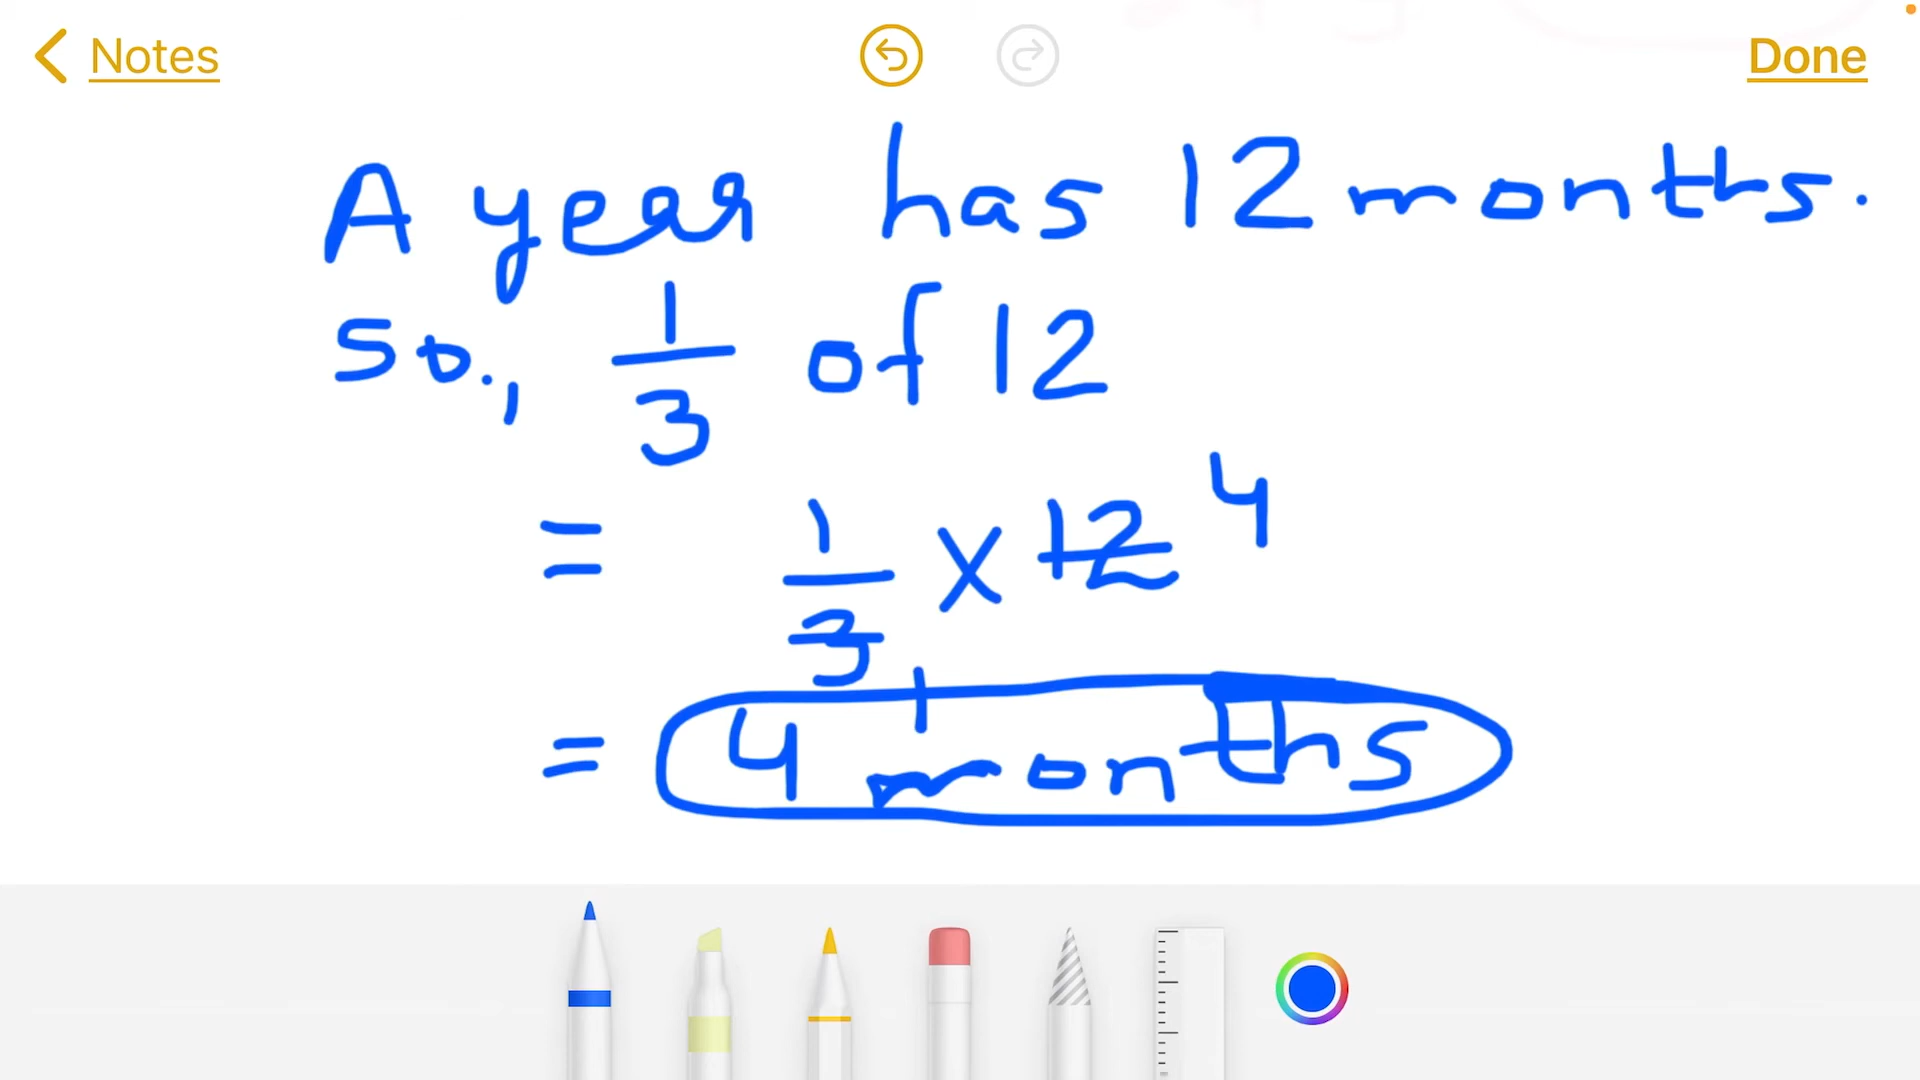 Notes
Done
A year has 12 months.
So., 1/3 of 12
= 1/3 x 12 4
1
= 4 months